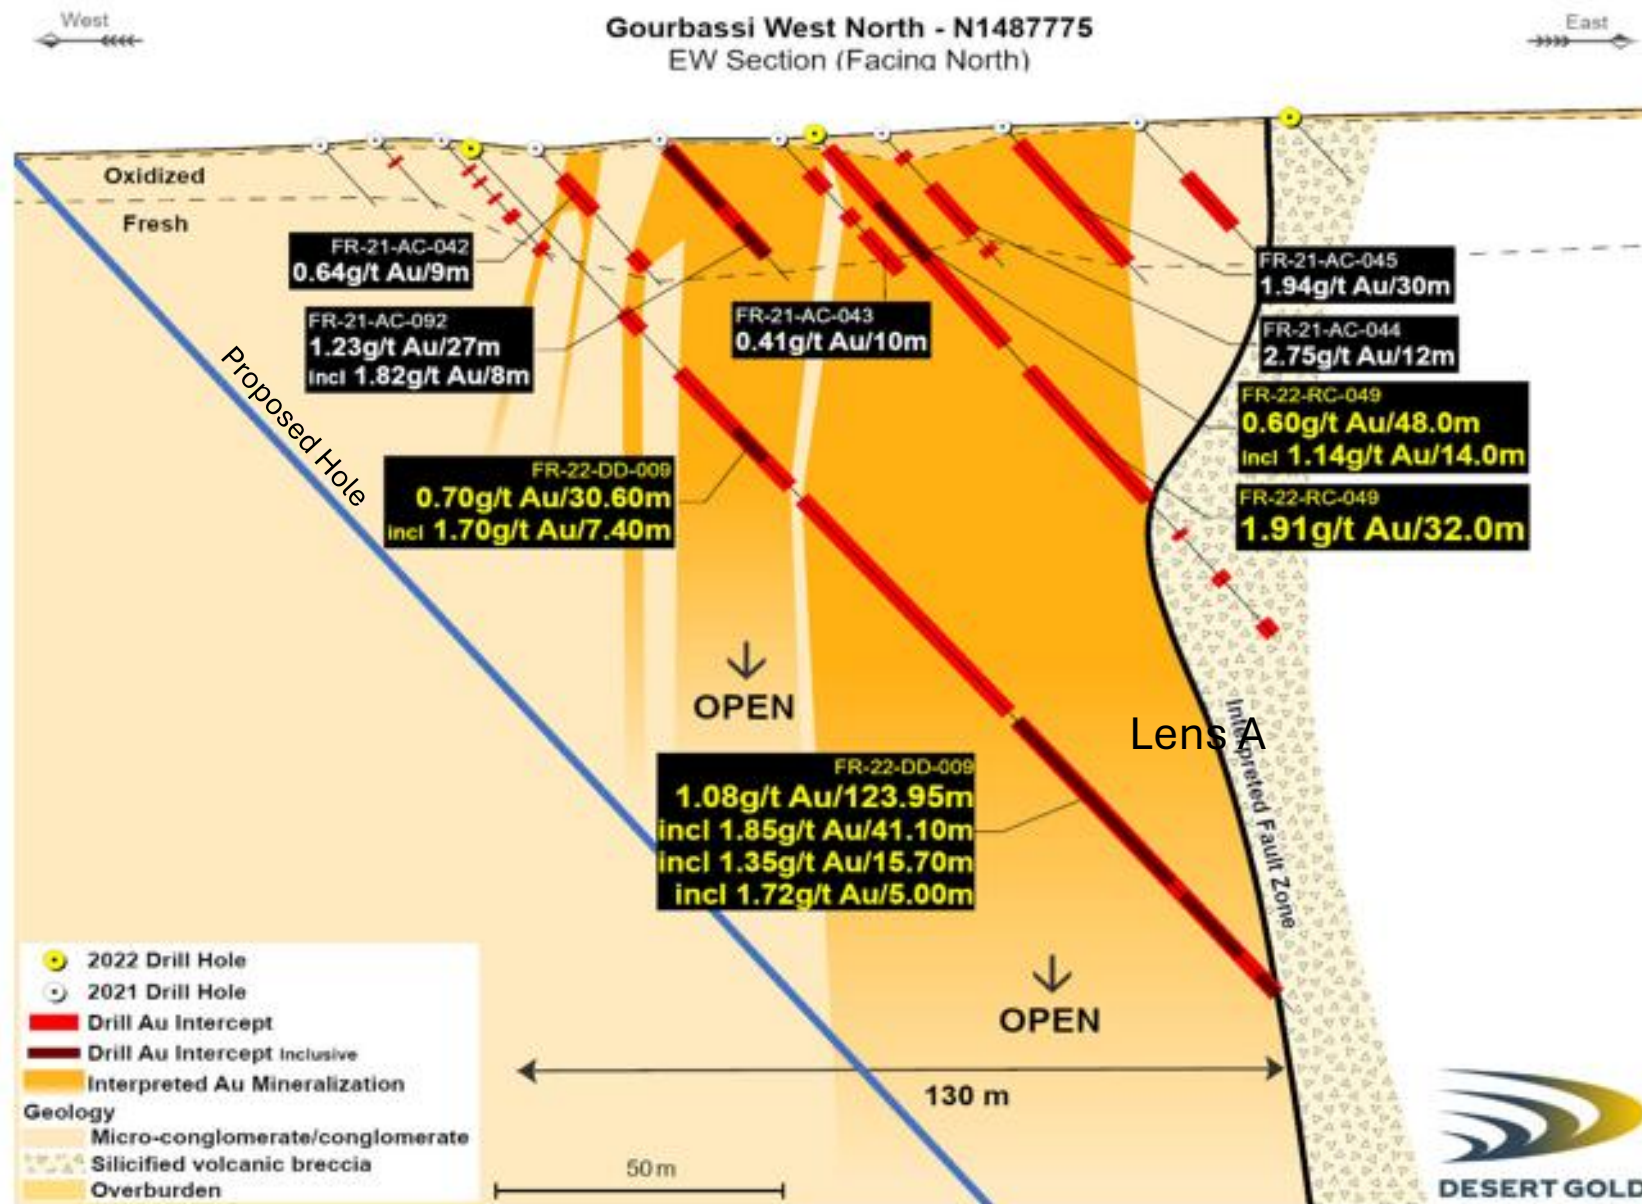 West
Gourbassi West North - N1487775
EW Section (Facing North)
East
Oxidized
Fresh
FR-21-AC-042
0.64g/t Au/9m
FR-21-AC-092
1.23g/t Au/27m
incl 1.82g/t Au/8m
FR-21-AC-043
0.41g/t Au/10m
FR-21-AC-045
1.94g/t Au/30m
FR-21-AC-044
2.75g/t Au/12m
FR-22-RC-049
0.60g/t Au/48.0m
incl 1.14g/t Au/14.0m
FR-22-RC-049
1.91g/t Au/32.0m
Proposed Hole
FR-22-DD-009
0.70g/t Au/30.60m
incl 1.70g/t Au/7.40m
OPEN
Lens A
Interpreted Fault Zone
FR-22-DD-009
1.08g/t Au/123.95m
incl 1.85g/t Au/41.10m
incl 1.35g/t Au/15.70m
incl 1.72g/t Au/5.00m
OPEN
130 m
50 m
2022 Drill Hole
2021 Drill Hole
Drill Au Intercept
Drill Au Intercept Inclusive
Interpreted Au Mineralization
Geology
Micro-conglomerate/conglomerate
Silicified volcanic breccia
Overburden
DESERT GOLD